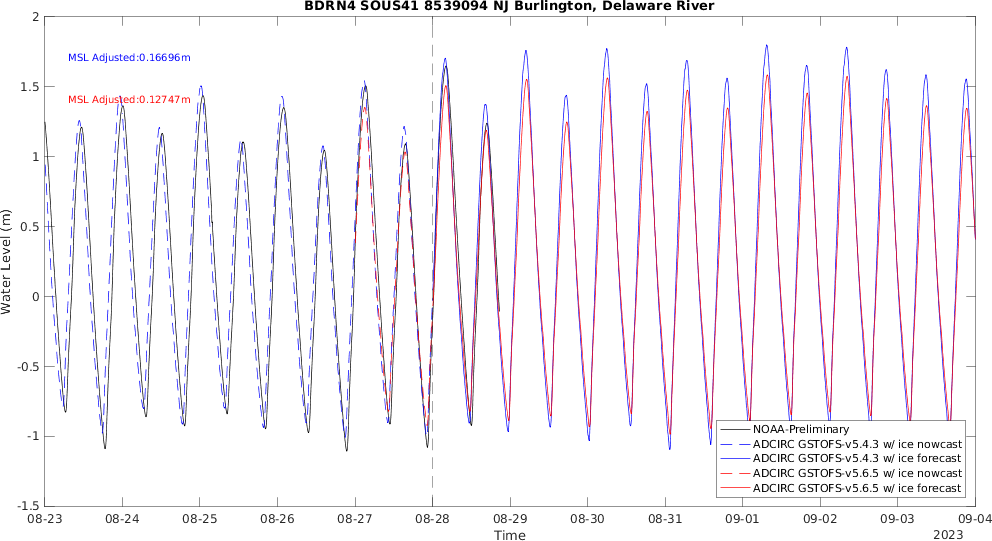 BDRN4 SOUS41 8539094 NJ Burlington, Delaware River
2
1.5
1
0.5
0
-0.5
-1
-1.5
Water Level (m)
MSL Adjusted:0.16696m
MSL Adjusted:0.12747m
NOAA-Preliminary
ADCIRC GSTOFS-v5.4.3 w/ ice nowcast
ADCIRC GSTOFS-v5.4.3 w/ ice forecast
ADCIRC GSTOFS-v5.6.5 w/ ice nowcast
ADCIRC GSTOFS-v5.6.5 w/ ice forecast
08-23 08-24 08-25 08-26 08-27 08-28 08-29 08-30 08-31 09-01 09-02 09-03 09-04
Time
2023